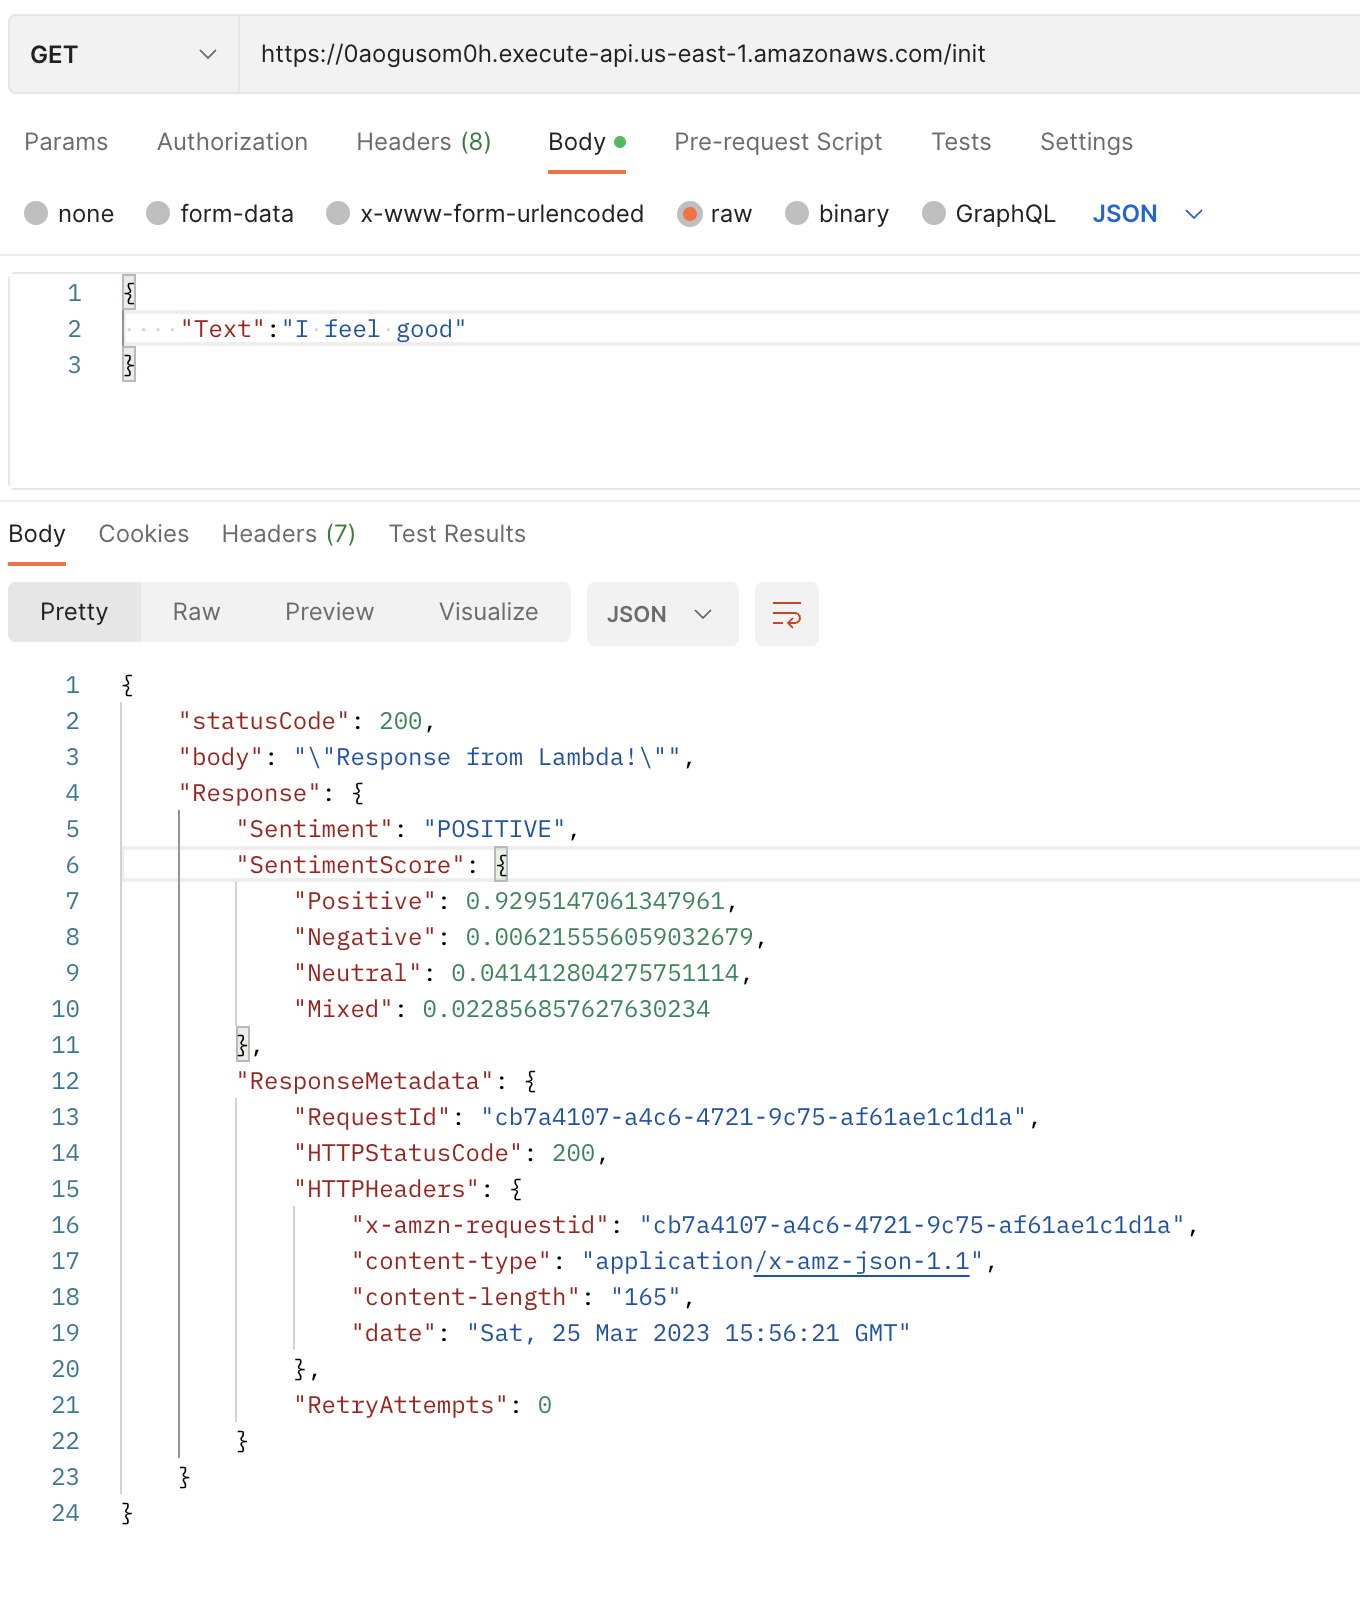 GET https://0aogusom0h.execute-api.us-east-1.amazonaws.com/init
Params Authorization Headers (8) Body Pre-request Script Tests Settings
none form-data x-www-form-urlencoded raw binary GraphQL JSON
1 {
2 "Text":"I feel good"
3 }
Body Cookies Headers (7) Test Results
Pretty Raw Preview Visualize JSON
1 {
2 "statusCode": 200,
3 "body": "\"Response from Lambda!\"",
4 "Response": {
5 "Sentiment": "POSITIVE",
6 "SentimentScore": {
7 "Positive": 0.9295147061347961,
8 "Negative": 0.006215556059032679,
9 "Neutral": 0.041412804275751114,
10 "Mixed": 0.022856857627630234
11 },
12 "ResponseMetadata": {
13 "RequestId": "cb7a4107-a4c6-4721-9c75-af61ae1c1d1a",
14 "HTTPStatusCode": 200,
15 "HTTPHeaders": {
16 "x-amzn-requestid": "cb7a4107-a4c6-4721-9c75-af61ae1c1d1a",
17 "content-type": "application/x-amz-json-1.1",
18 "content-length": "165",
19 "date": "Sat, 25 Mar 2023 15:56:21 GMT"
20 },
21 "RetryAttempts": 0
22 }
23 }
24 }